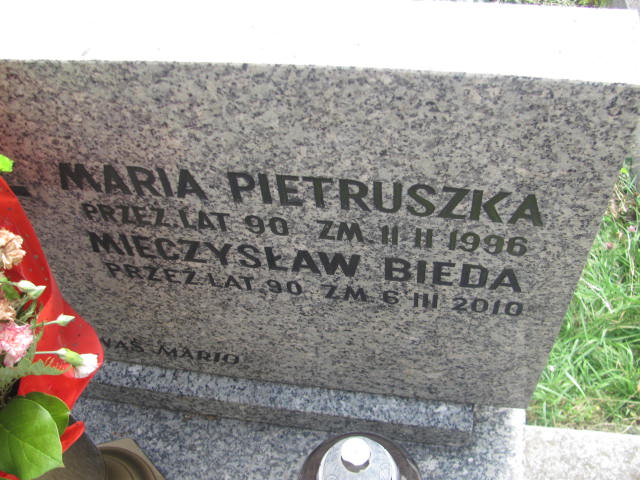 MARIA PIETRUSZKA
PRZEŻ. LAT 90 ZM. 11 II 1996
MIECZYSŁAW BIEDA
PRZEŻ. LAT. 90 ZM. 6 III 2010
NAS MARIO